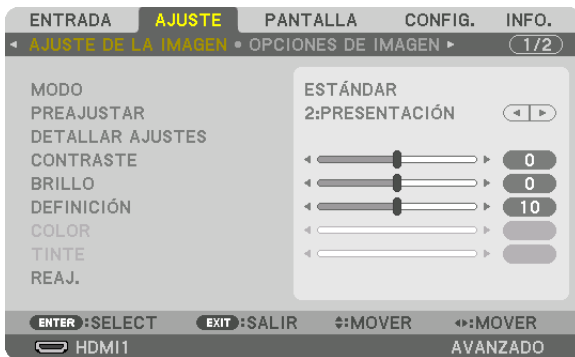 ENTRADA AJUSTE PANTALLA CONFIG. INFO.
AJUSTE DE LA IMAGEN • OPCIONES DE IMAGEN 1/2
MODO ESTÁNDAR
PREAJUSTAR 2:PRESENTACIÓN
DETALLAR AJUSTES
CONTRASTE 0
BRILLO 0
DEFINICIÓN 10
COLOR
TINTE
REAJ.
ENTER :SELECT EXIT :SALIR :MOVER :MOVER
HDMI1 AVANZADO